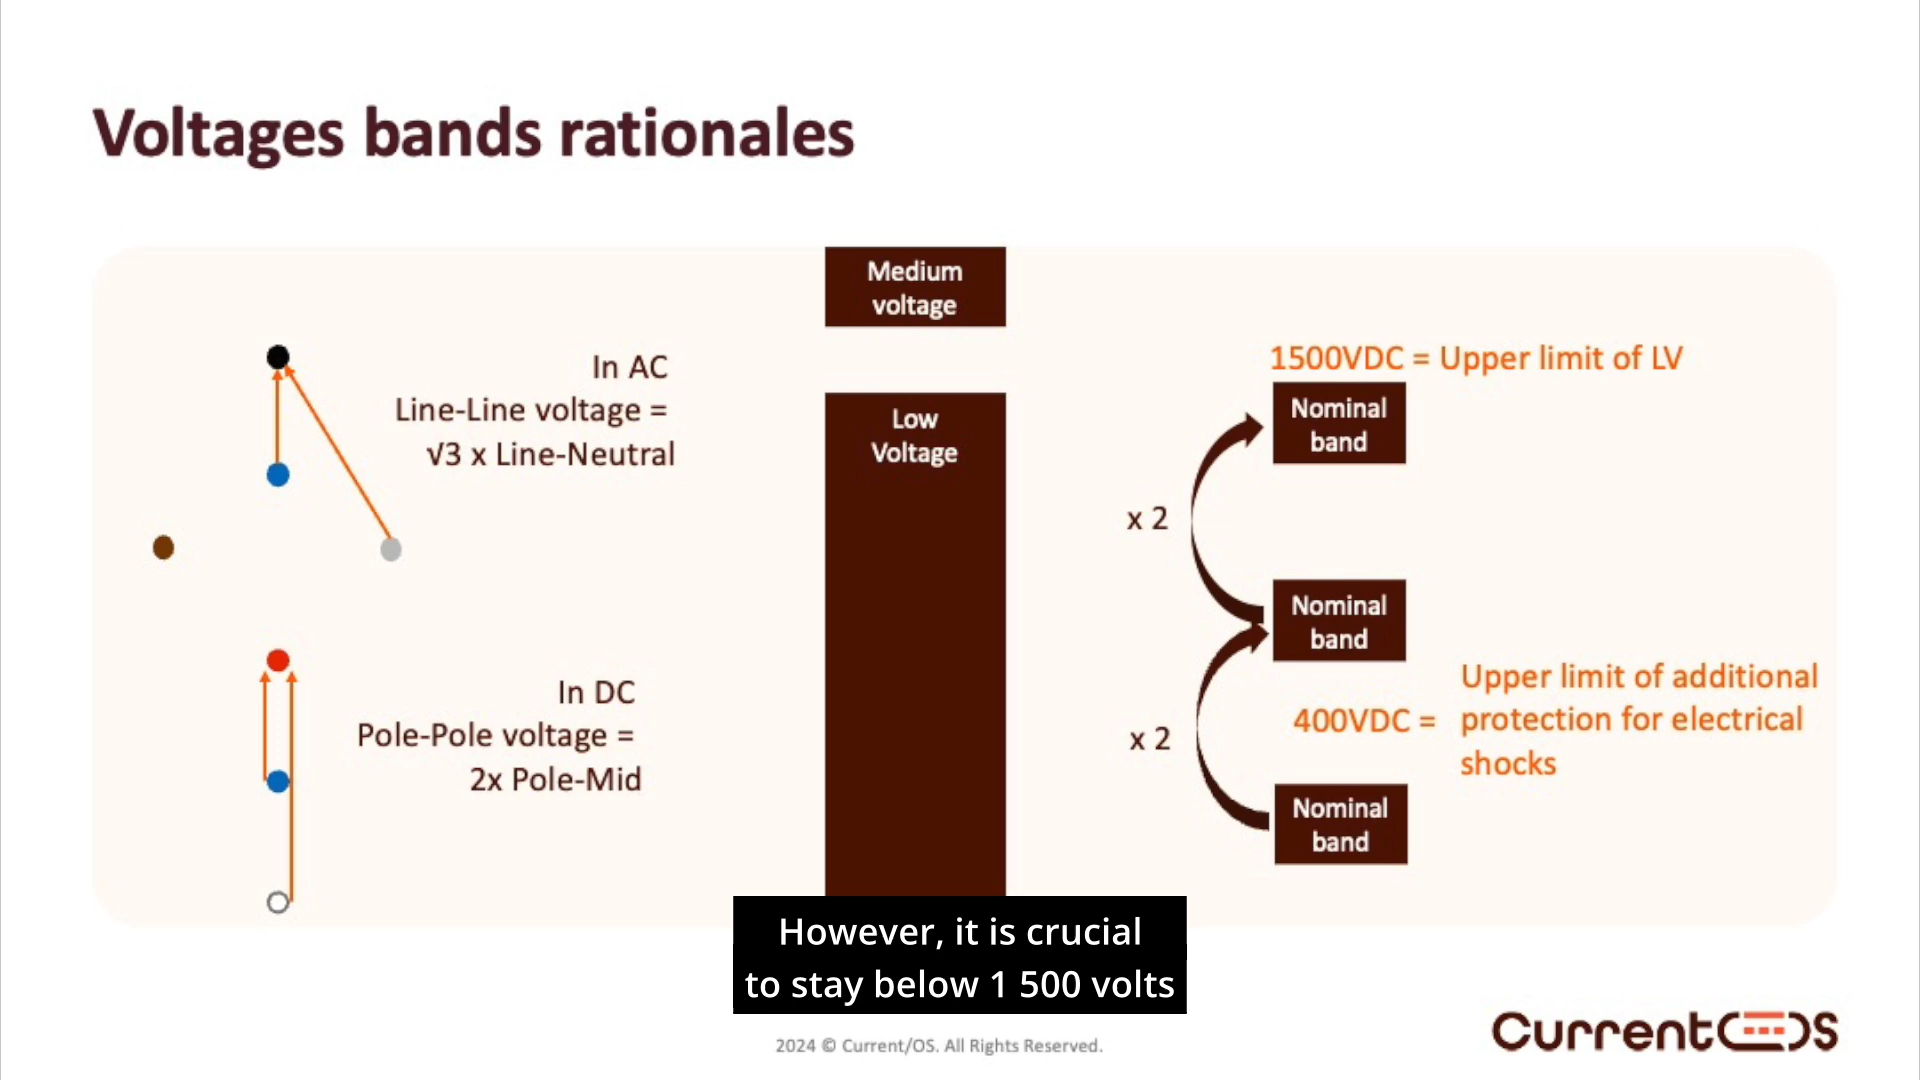 Voltages bands rationales
Medium
voltage
In AC
Line-Line voltage =
√3 x Line-Neutral
Low
Voltage
1500VDC = Upper limit of LV
Nominal
band
x 2
Nominal
band
In DC
Pole-Pole voltage =
2x Pole-Mid
x 2
400VDC =
Upper limit of additional
protection for electrical
shocks
Nominal
band
However, it is crucial
to stay below 1 500 volts
2024 © Current/OS. All Rights Reserved.
Current OS